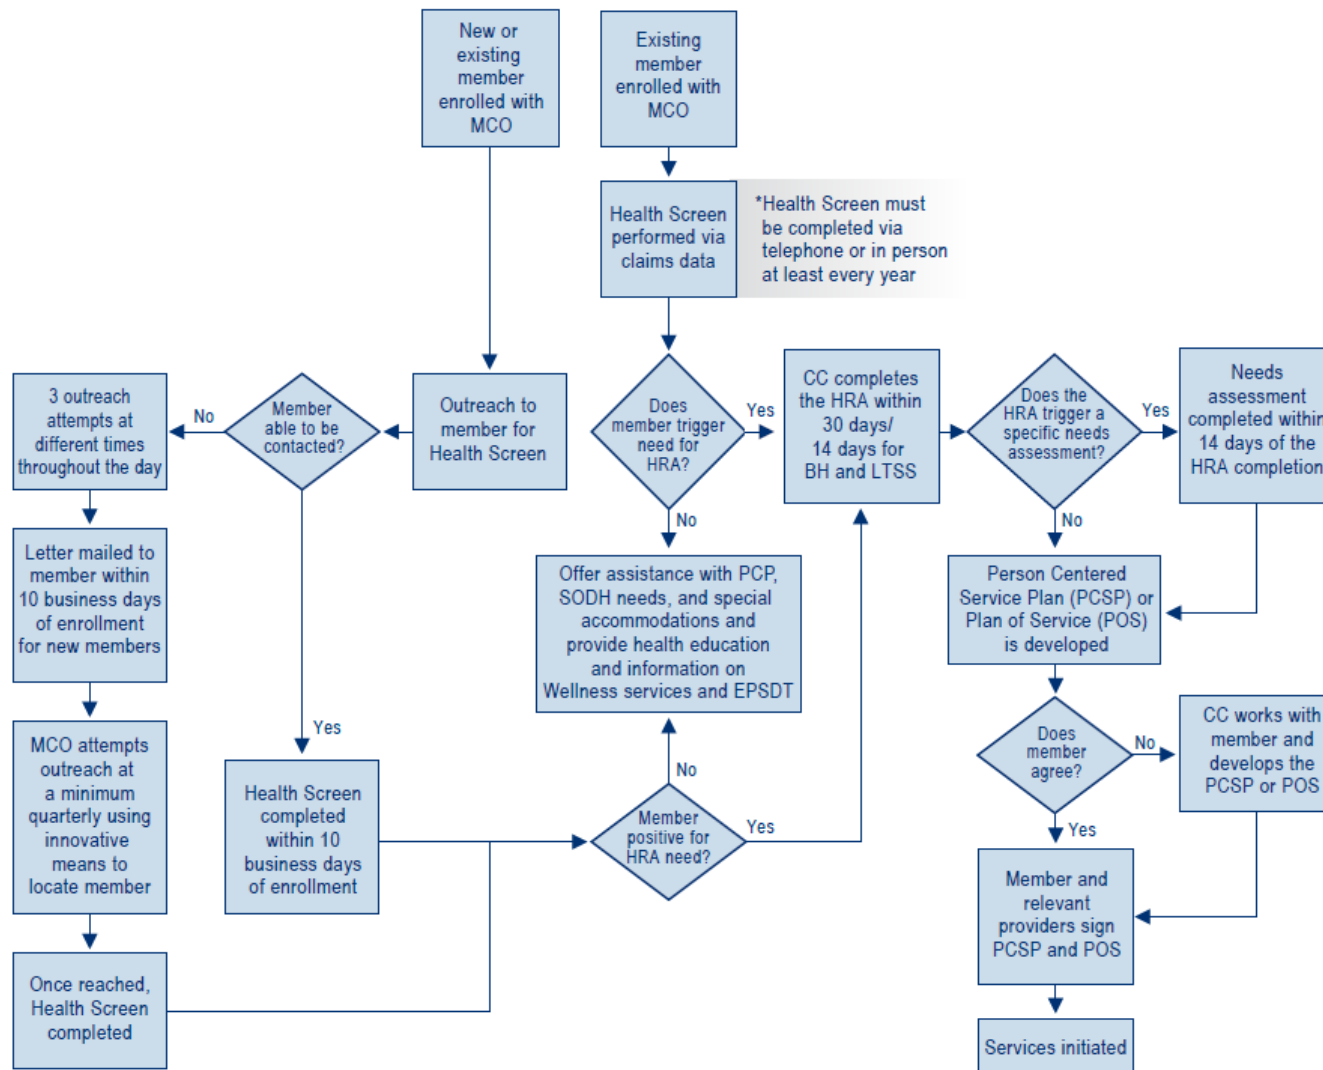 New or
existing
member
enrolled with
MCO
Existing
member
enrolled with
MCO
Health Screen
performed via
claims data
*Health Screen must
be completed via
telephone or in person
at least every year
3 outreach
attempts at
different times
throughout the day
No
Member
able to be
contacted?
Outreach to
member for
Health Screen
Does
member trigger
need for
HRA?
Yes
CC completes
the HRA within
30 days/
14 days for
BH and LTSS
Does the
HRA trigger a
specific needs
assessment?
Yes
Needs
assessment
completed within
14 days of the
HRA completion
No
No
Letter mailed to
member within
10 business days
of enrollment
for new members
Offer assistance with PCP,
SODH needs, and special
accommodations and
provide health education
and information on
Wellness services and EPSDT
Person Centered
Service Plan (PCSP) or
Plan of Service (POS)
is developed
MCO attempts
outreach at
a minimum
quarterly using
innovative
means to
locate member
Yes
Health Screen
completed
within 10
business days
of enrollment
No
Member
positive for
HRA need?
Yes
Does
member
agree?
No
CC works with
member and
develops the
PCSP or POS
Yes
Member and
relevant
providers sign
PCSP and POS
Once reached,
Health Screen
completed
Services initiated